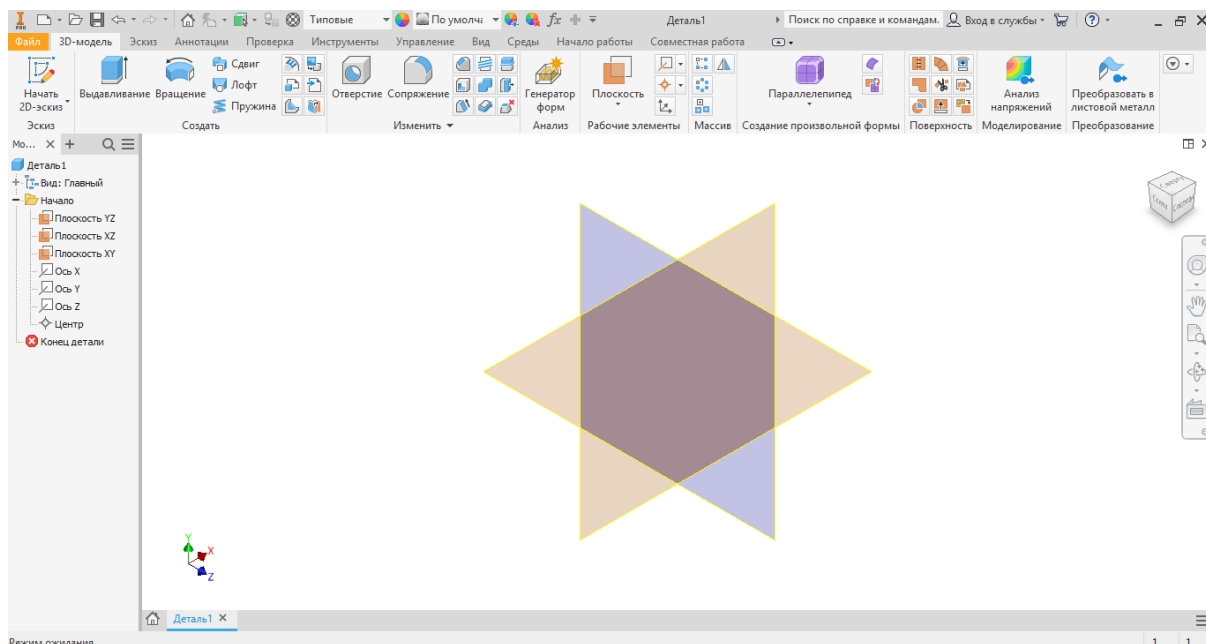 PRO Типовые По умолч fx Деталь1 Поиск по справке и командам. Вход в службы ?
Файл 3D-модель Эскиз Аннотации Проверка Инструменты Управление Вид Среды Начало работы Совместная работа
Начать 2D-эскиз
Выдавливание
Вращение
Сдвиг
Лофт
Пружина
Отверстие
Сопряжение
Генератор форм
Плоскость
Параллелепипед
Анализ напряжений
Преобразовать в листовой металл
Эскиз Создать Изменить Анализ Рабочие элементы Массив Создание произвольной формы Поверхность Моделирование Преобразование
Мо...
Деталь1
Вид: Главный
Начало
Плоскость YZ
Плоскость XZ
Плоскость XY
Ось X
Ось Y
Ось Z
Центр
Конец детали
Y
X
Z
Деталь1
Режим ожидания 1 1